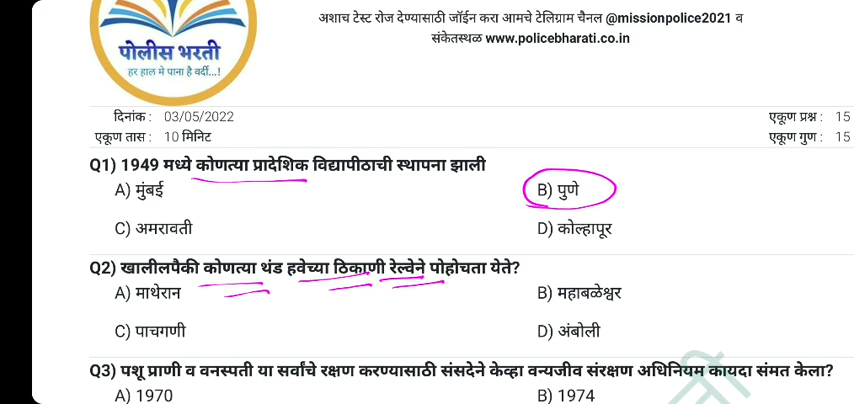 अशाच टेस्ट रोज देण्यासाठी जॉईन करा आमचे टेलिग्राम चैनल @missionpolice2021 व
संकेतस्थळ www.policebharati.co.in
पोलीस भरती
हर हाल मे पाना है वर्दी...!
दिनांक : 03/05/2022
एकूण प्रश्न : 15
एकूण तास : 10 मिनिट
एकूण गुण : 15
Q1) 1949 मध्ये कोणत्या प्रादेशिक विद्यापीठाची स्थापना झाली
A) मुंबई
B) पुणे
C) अमरावती
D) कोल्हापूर
Q2) खालीलपैकी कोणत्या थंड हवेच्या ठिकाणी रेल्वेने पोहोचता येते?
A) माथेरान
B) महाबळेश्वर
C) पाचगणी
D) अंबोली
Q3) पशू प्राणी व वनस्पती या सर्वांचे रक्षण करण्यासाठी संसदेने केव्हा वन्यजीव संरक्षण अधिनियम कायदा संमत केला?
A) 1970
B) 1974